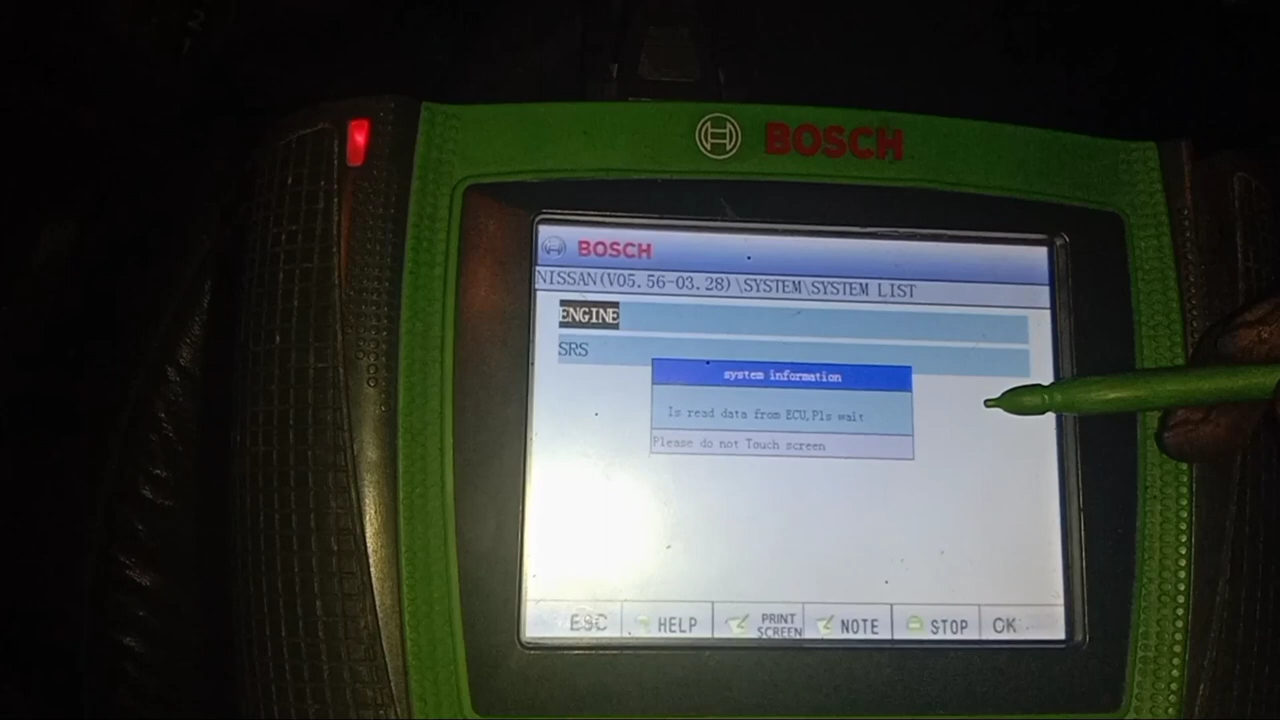 BOSCH
BOSCH
NISSAN(V05.56-03.28)\SYSTEM\SYSTEM LIST
ENGINE
SRS
system information
Is read data from ECU,Pls wait
Please do not Touch screen
ESC HELP PRINT SCREEN NOTE STOP OK